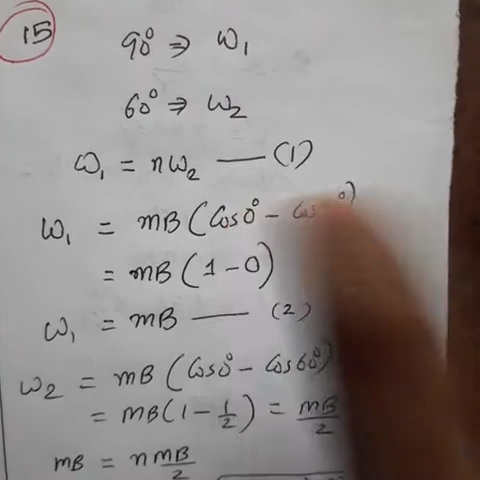 15
90° ⇒ W₁
60° ⇒ W₂
W₁ = nW₂ — (1)
W₁ = mB (Cos0° - Cos
= mB (1 - 0)
W₁ = mB — (2)
W₂ = mB (Cos0° - Cos60°)
= mB (1 - 1/2) = mB/2
mB = n mB/2